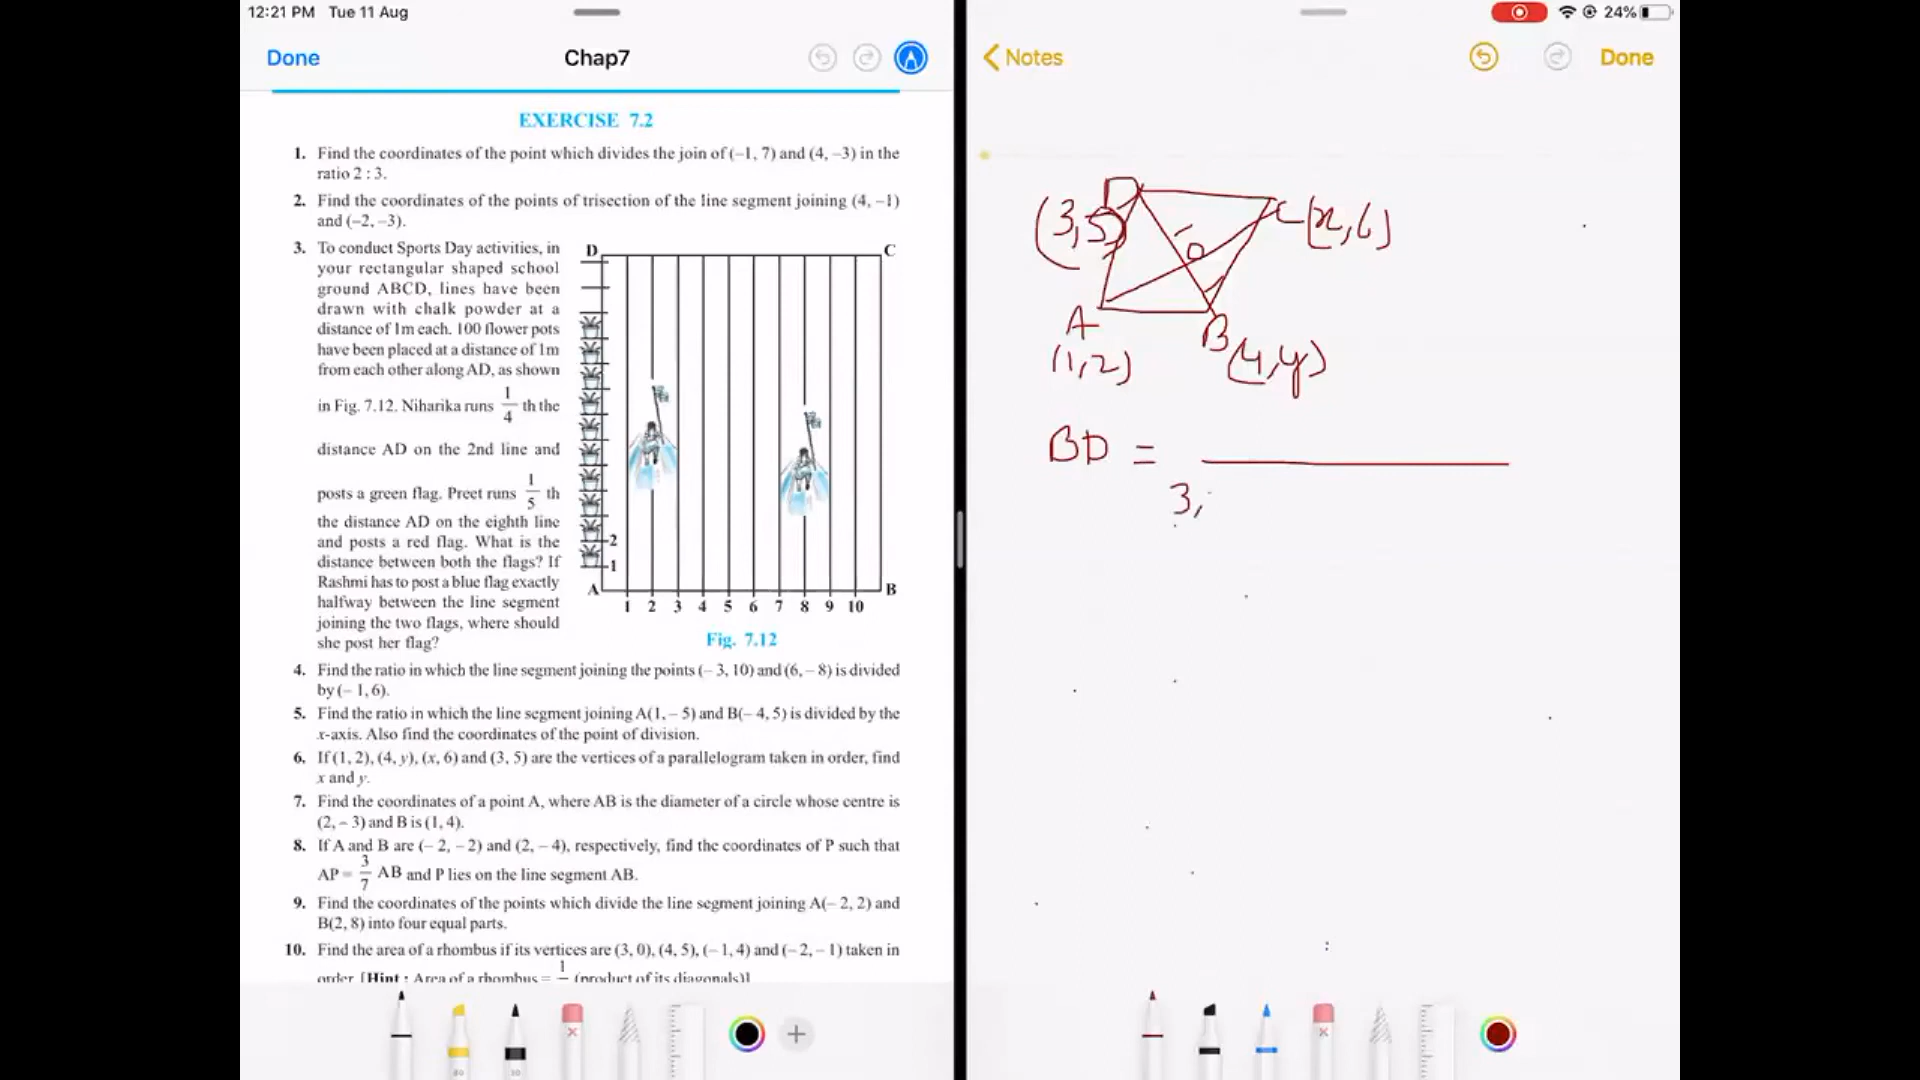 12:21 PM Tue 11 Aug
24%
Done
Chap7
Notes
Done
EXERCISE 7.2
1. Find the coordinates of the point which divides the join of (–1, 7) and (4, –3) in the
ratio 2 : 3.
2. Find the coordinates of the points of trisection of the line segment joining (4, –1)
and (–2, –3).
3. To conduct Sports Day activities, in
your rectangular shaped school
ground ABCD, lines have been
drawn with chalk powder at a
distance of 1m each. 100 flower pots
have been placed at a distance of 1m
from each other along AD, as shown
in Fig. 7.12. Niharika runs 1/4 th the
distance AD on the 2nd line and
posts a green flag. Preet runs 1/5 th
the distance AD on the eighth line
and posts a red flag. What is the
distance between both the flags? If
Rashmi has to post a blue flag exactly
halfway between the line segment
joining the two flags, where should
she post her flag?
D C
2
1
A B
1 2 3 4 5 6 7 8 9 10
Fig. 7.12
4. Find the ratio in which the line segment joining the points (– 3, 10) and (6, – 8) is divided
by (– 1, 6).
5. Find the ratio in which the line segment joining A(1, – 5) and B(– 4, 5) is divided by the
x-axis. Also find the coordinates of the point of division.
6. If (1, 2), (4, y), (x, 6) and (3, 5) are the vertices of a parallelogram taken in order, find
x and y.
7. Find the coordinates of a point A, where AB is the diameter of a circle whose centre is
(2, – 3) and B is (1, 4).
8. If A and B are (– 2, – 2) and (2, – 4), respectively, find the coordinates of P such that
AP = 3/7 AB and P lies on the line segment AB.
9. Find the coordinates of the points which divide the line segment joining A(– 2, 2) and
B(2, 8) into four equal parts.
10. Find the area of a rhombus if its vertices are (3, 0), (4, 5), (– 1, 4) and (– 2, – 1) taken in
order. [Hint : Area of a rhombus = 1 (product of its diagonals)]
D
(3,5)
C (x,6)
O
A
(1,2)
B (4,y)
BD =
3,
80
50